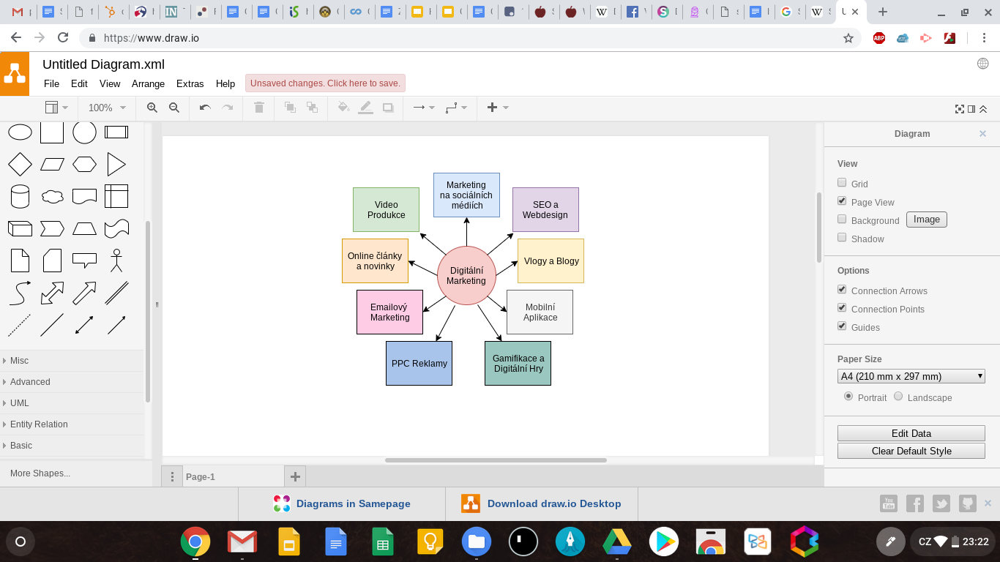 https://www.draw.io
ABP
Untitled Diagram.xml
File Edit View Arrange Extras Help Unsaved changes. Click here to save.
100%
Diagram
View
Grid
Page View
Background Image
Shadow
Options
Connection Arrows
Connection Points
Guides
Paper Size
A4 (210 mm x 297 mm)
Portrait Landscape
Edit Data
Clear Default Style
Marketing
na sociálních
médiích
Video
Produkce
SEO a
Webdesign
Online články
a novinky
Digitální
Marketing
Vlogy a Blogy
Emailový
Marketing
Mobilní
Aplikace
PPC Reklamy
Gamifikace a
Digitální Hry
Misc
Advanced
UML
Entity Relation
Basic
More Shapes...
Page-1
Diagrams in Samepage
Download draw.io Desktop
You
Tube
CZ 23:22